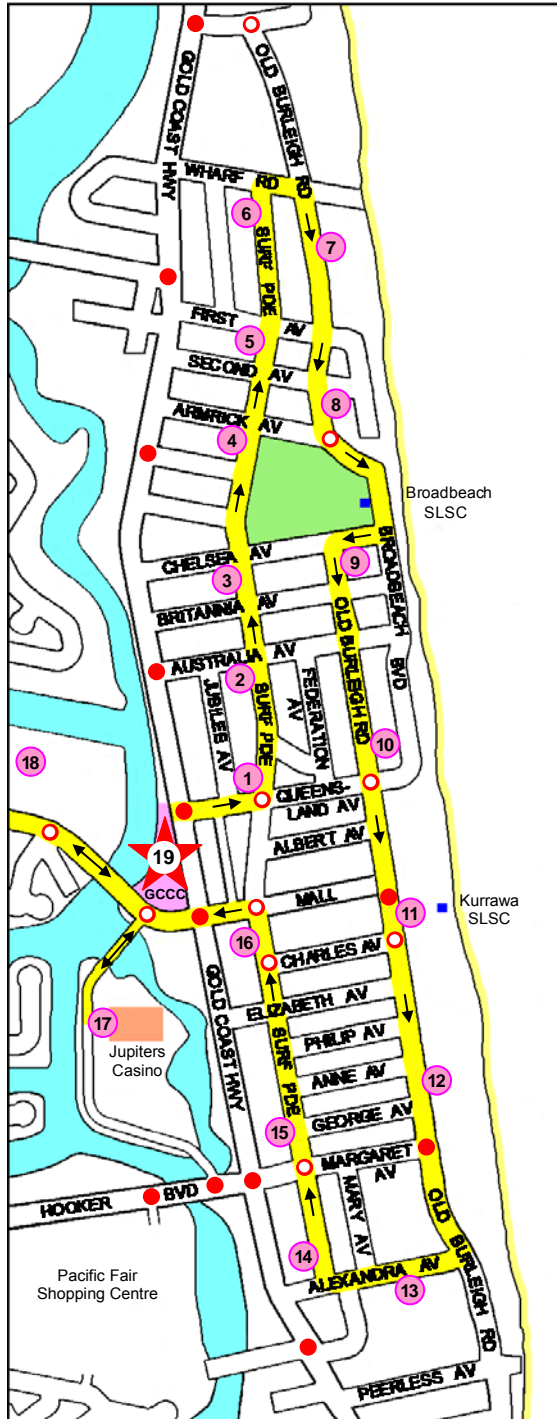 GOLD COAST HWY
OLD BURLEIGH RD
WHARF RD
6
7
SURF PDE
FIRST AV
5
SECOND AV
8
ARMRICK AV
4
Broadbeach
SLSC
CHELSEA AV
9
3
BROADBEACH BVD
BRITANNIA AV
OLD BURLEIGH RD
AUSTRALIA AV
2
JUBILEE AV
SURF PDE
FEDERATION
AV
18
10
1
QUEENS-
LAND AV
ALBERT AV
19
GCCC
MALL
11
Kurrawa
SLSC
16
CHARLES AV
GOLD COAST HWY
ELIZABETH AV
17
SURF PDE
PHILIP AV
Jupiters
Casino
ANNE AV
12
GEORGE AV
15
MARGARET
AV
HOOKER BVD
MARY AV
OLD BURLEIGH RD
14
ALEXANDRA AV
13
Pacific Fair
Shopping Centre
PEERLESS AV